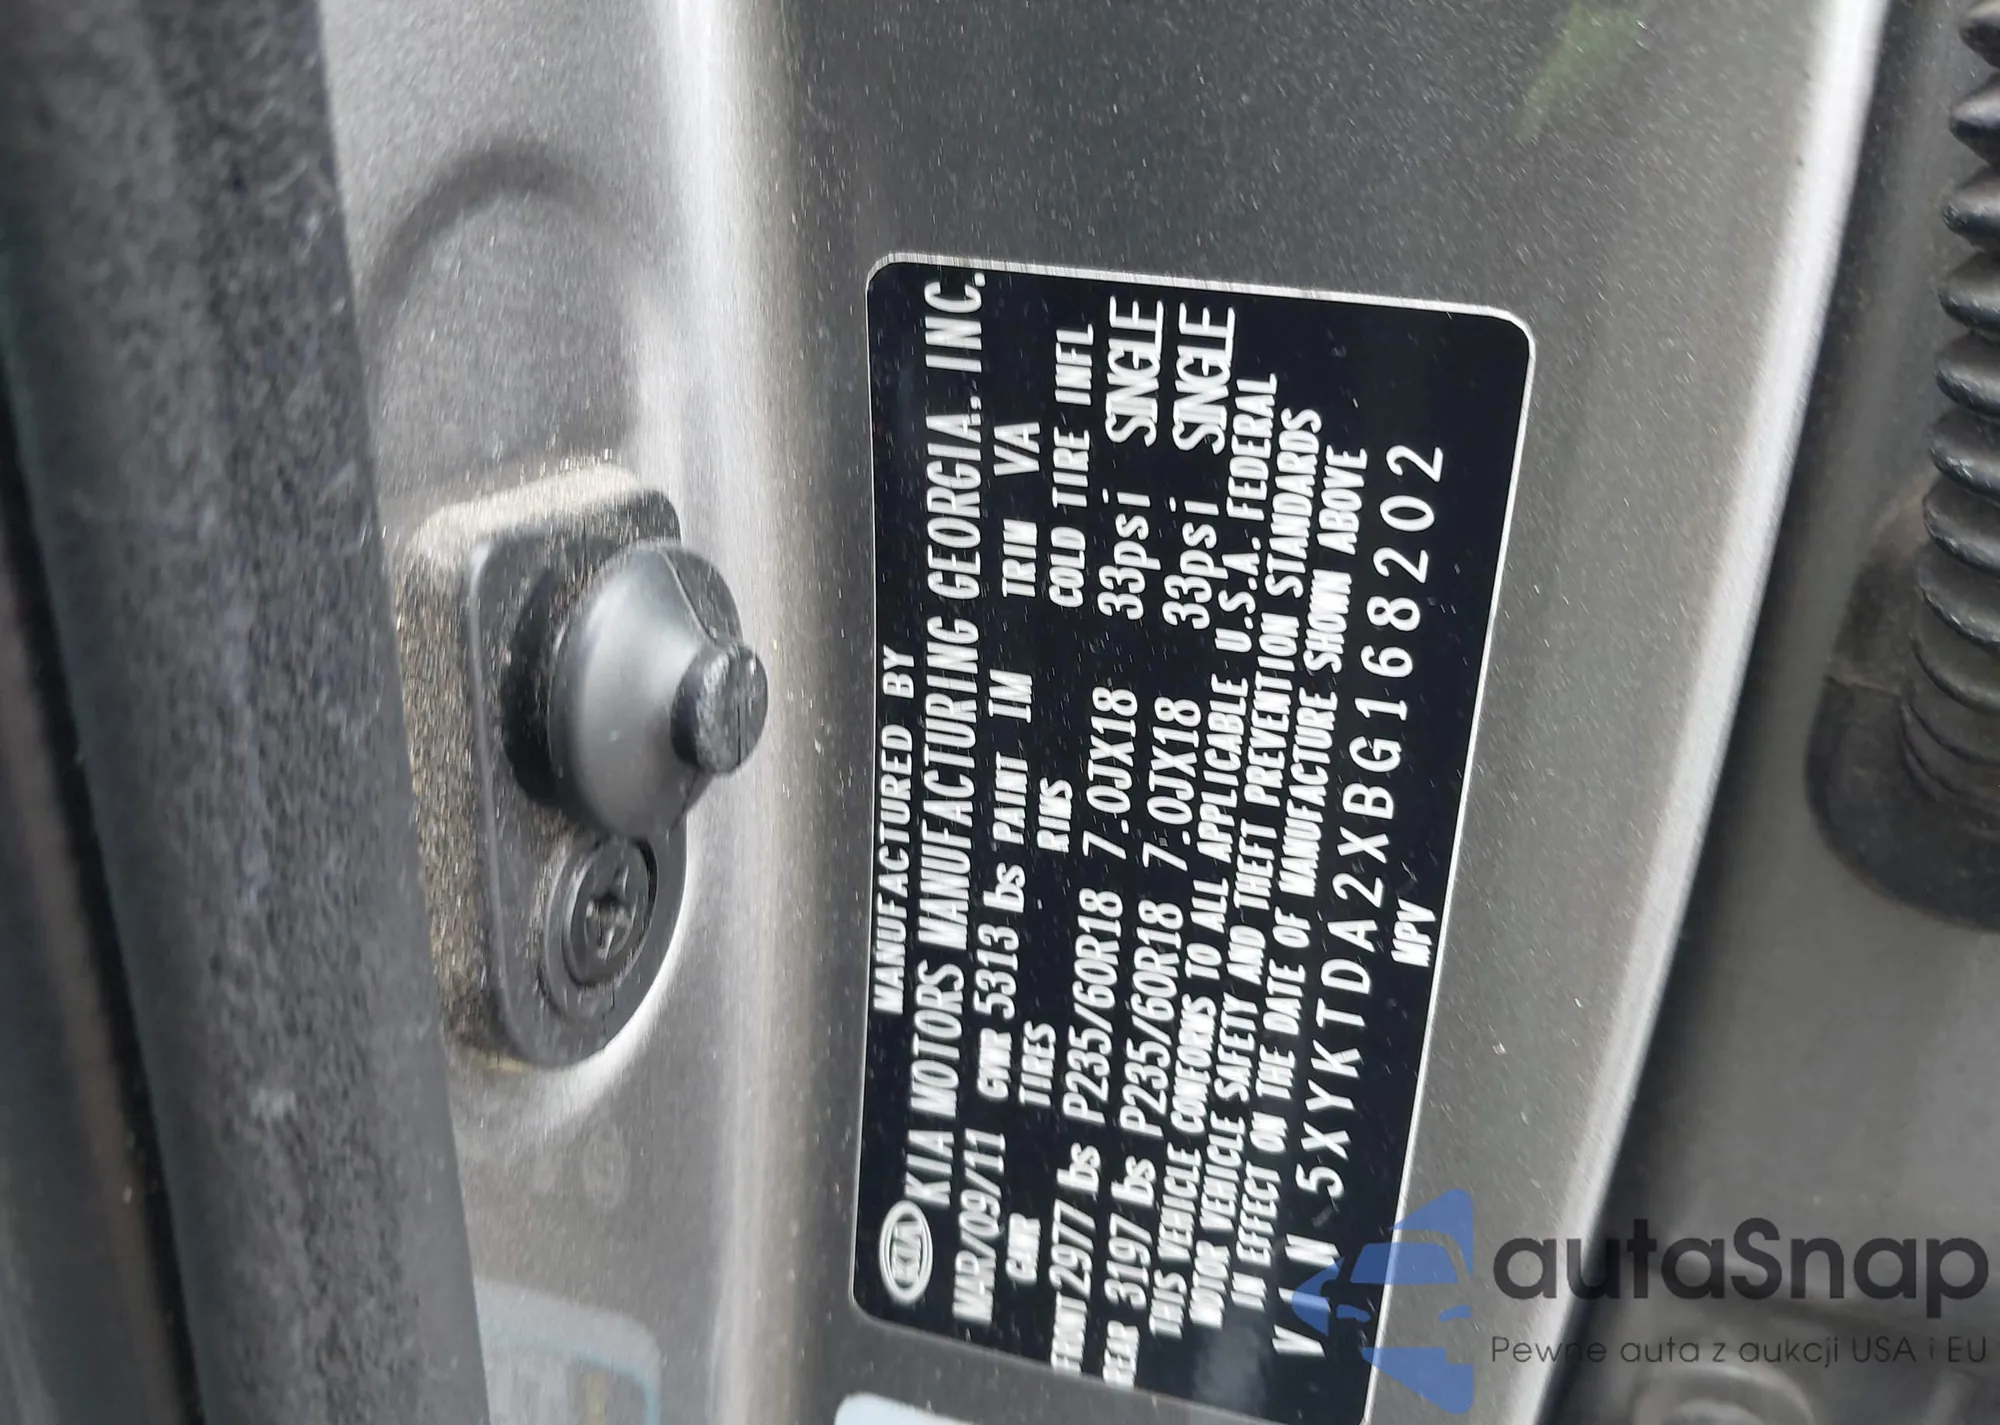 MANUFACTURED BY
KIA KIA MOTORS MANUFACTURING GEORGIA. INC.
MAR/09/11 GVWR 5313 lbs PAINT IM TRIM VA
GAWR TIRES RIMS COLD TIRE INFL
FRONT 2977 lbs P235/60R18 7.0JX18 33psi SINGLE
REAR 3197 lbs P235/60R18 7.0JX18 33psi SINGLE
THIS VEHICLE CONFORMS TO ALL APPLICABLE U.S.A. FEDERAL
MOTOR VEHICLE SAFETY AND THEFT PREVENTION STANDARDS
IN EFFECT ON THE DATE OF MANUFACTURE SHOWN ABOVE
VIN 5XYKTDA2XBG168202
MPV
autaSnap
Pewne auta z aukcji USA i EU